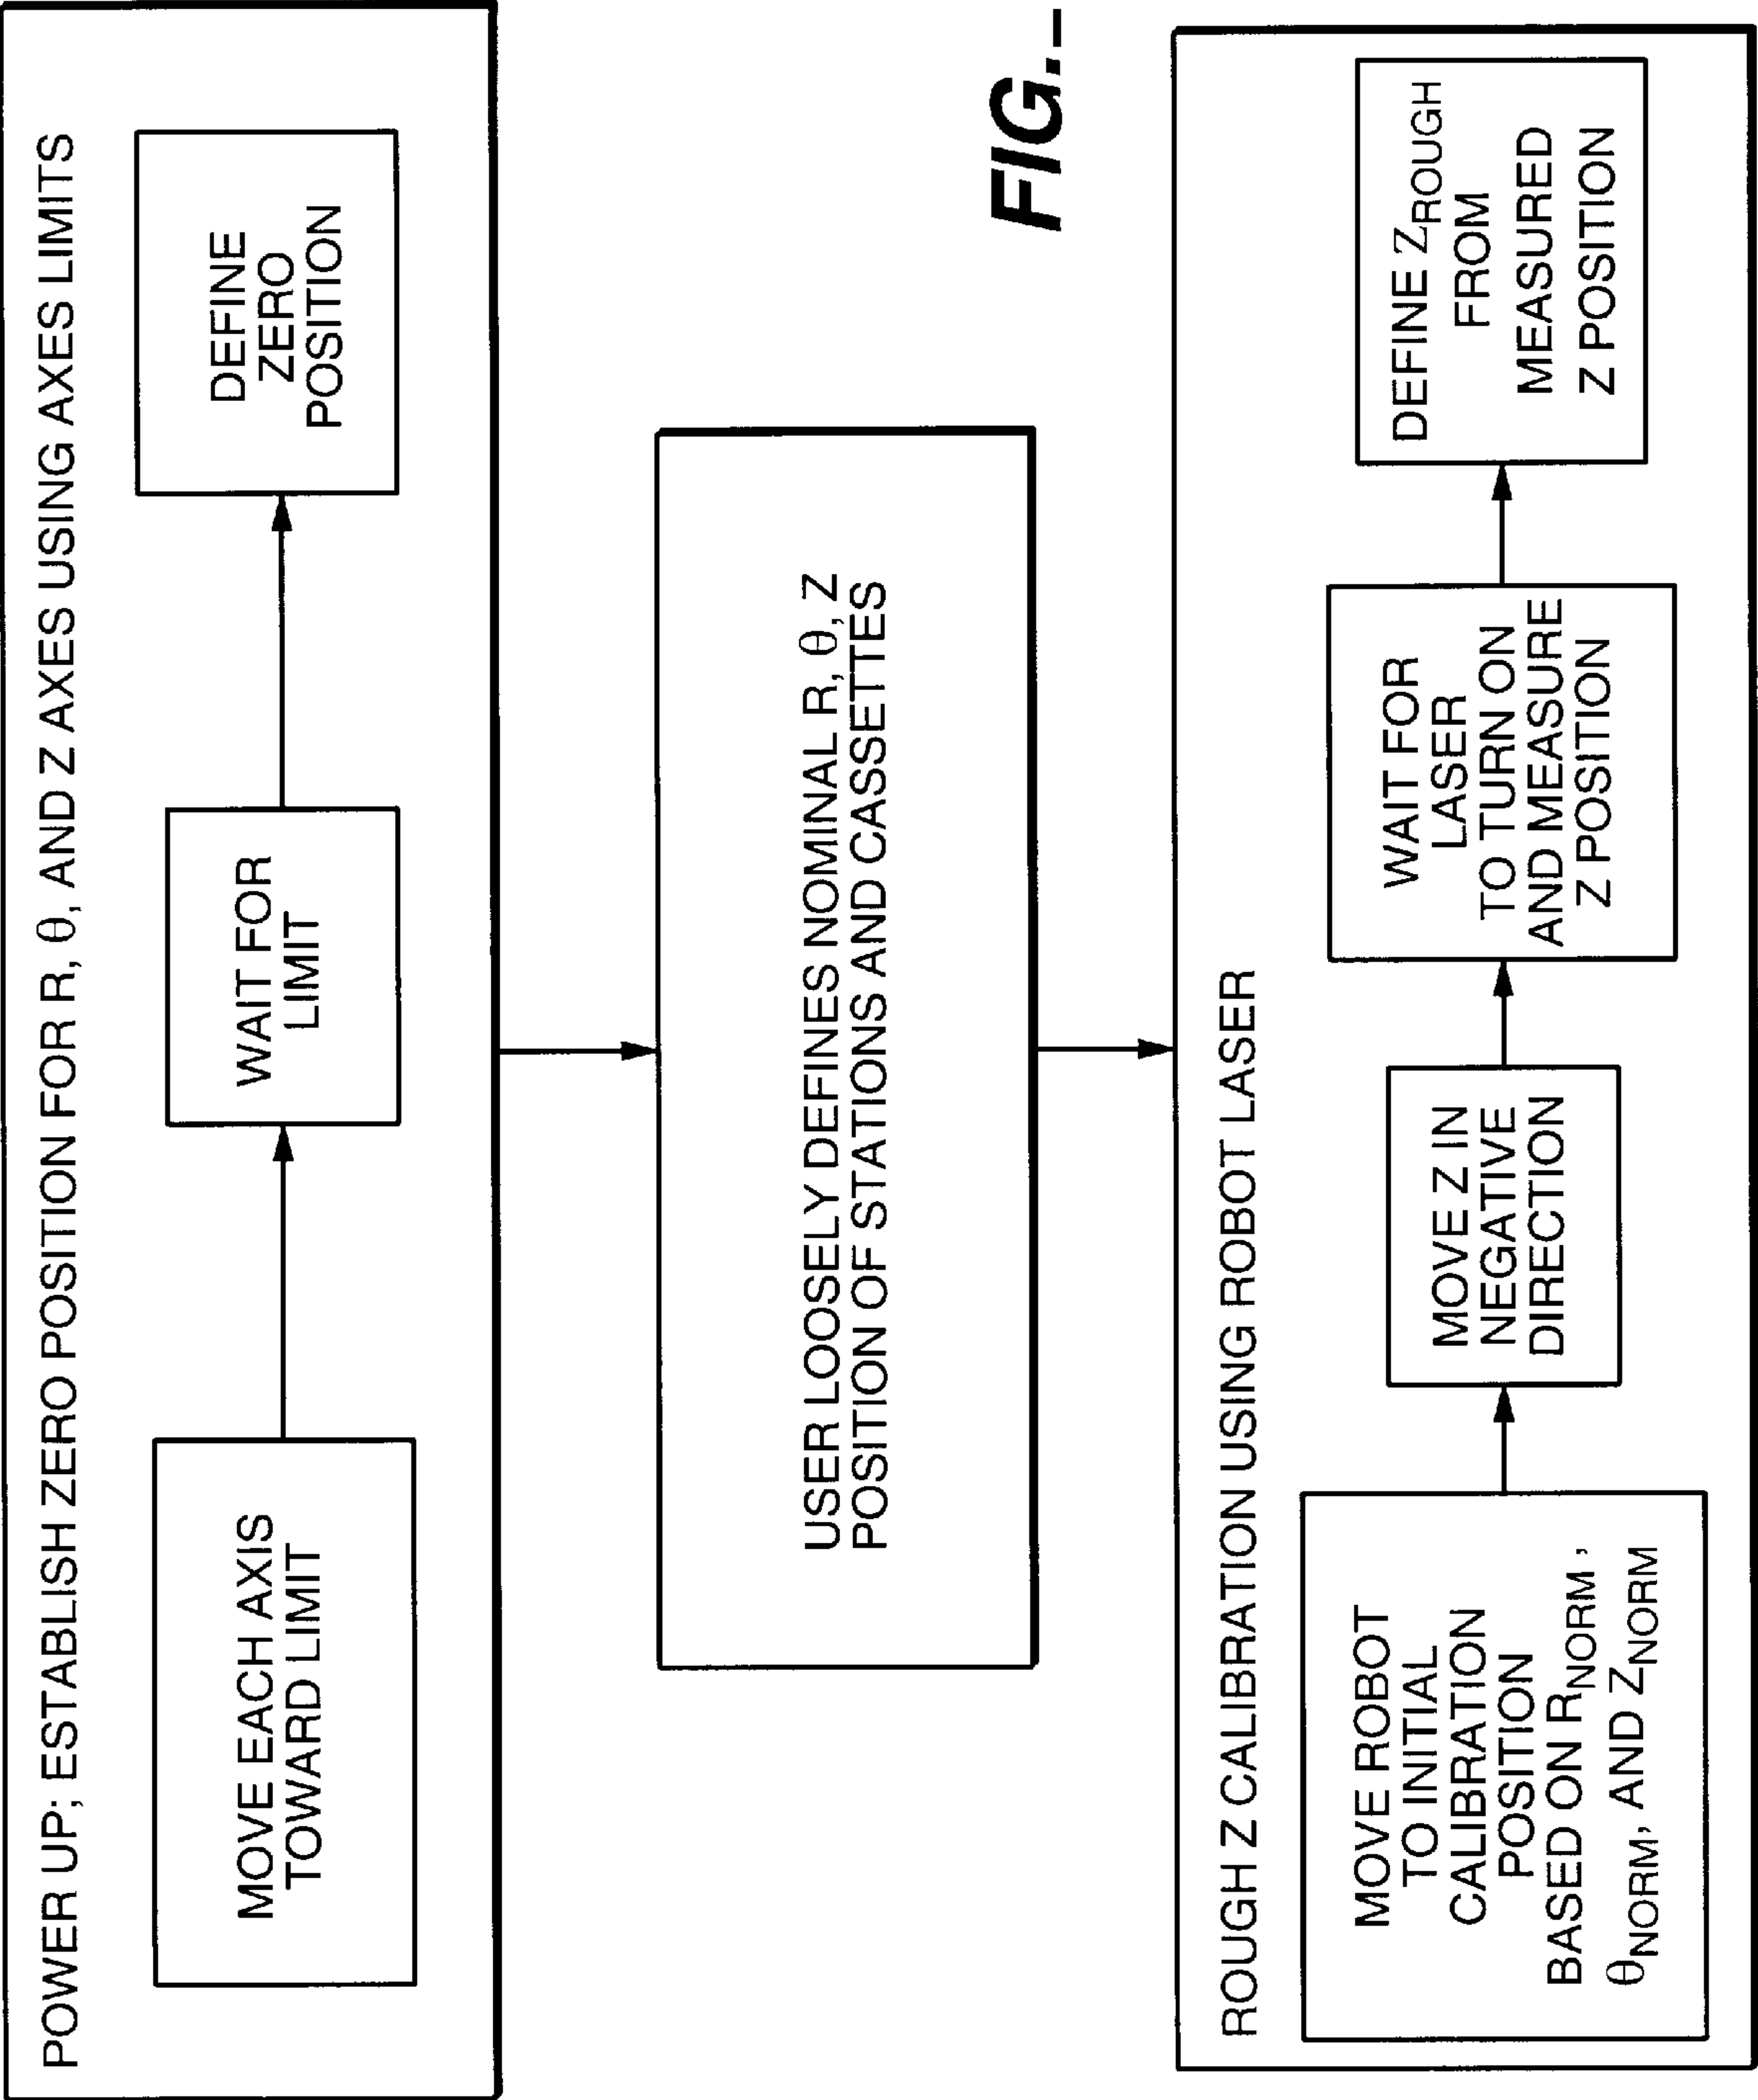 POWER UP; ESTABLISH ZERO POSITION FOR R, θ, AND Z AXES USING AXES LIMITS
MOVE EACH AXIS
TOWARD LIMIT
WAIT FOR
LIMIT
DEFINE
ZERO
POSITION
USER LOOSELY DEFINES NOMINAL R, θ, Z
POSITION OF STATIONS AND CASSETTES
FIG._
ROUGH Z CALIBRATION USING ROBOT LASER
MOVE ROBOT
TO INITIAL
CALIBRATION
POSITION
BASED ON RNORM ,
θNORM, AND ZNORM
MOVE Z IN
NEGATIVE
DIRECTION
WAIT FOR
LASER
TO TURN ON
AND MEASURE
Z POSITION
DEFINE ZROUGH
FROM
MEASURED
Z POSITION